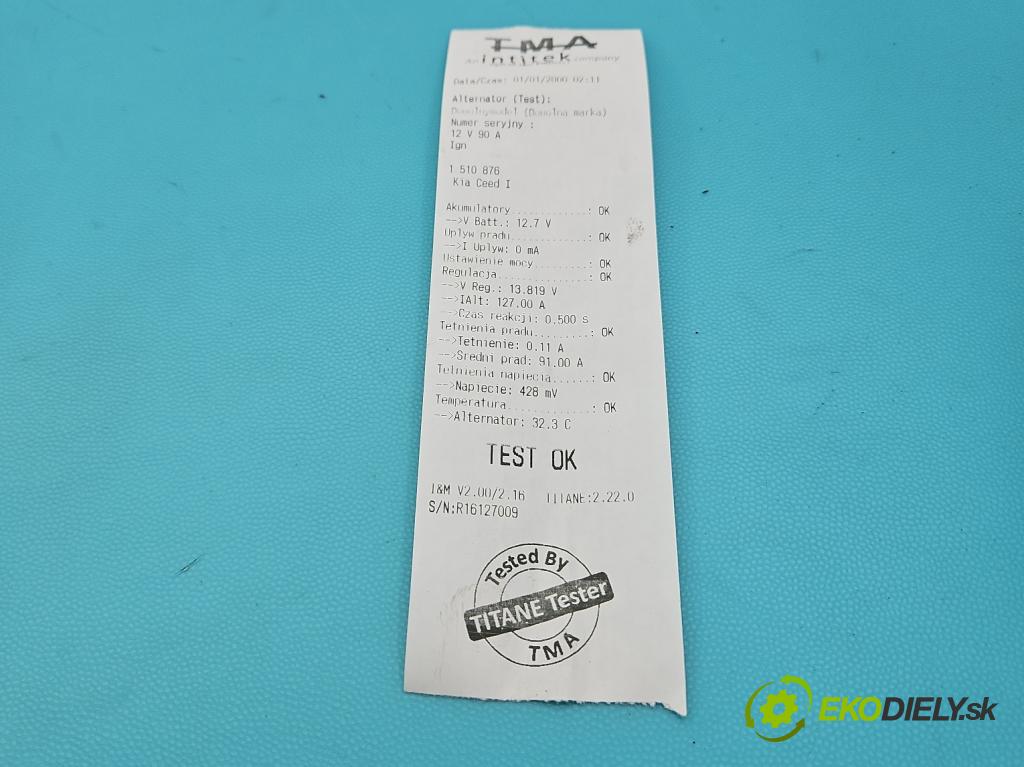 TMA
An intitek company
Data/Czas: 01/01/2000 02:11
Alternator (Test):
Dowolnymodel (Dowolna marka)
Numer seryjny :
12 V 90 A
Ign
1 510 876
Kia Ceed I
Akumulatory............: OK
-->V Batt.: 12.7 V
Uplyw pradu............: OK
-->I Uplyw: 0 mA
Ustawienie mocy........: OK
Regulacja..............: OK
-->V Reg.: 13.819 V
-->IAlt: 127.00 A
-->Czas reakcji: 0.500 s
Tetnienia pradu........: OK
-->Tetnienie: 0.11 A
-->Sredni prad: 91.00 A
Tetnienia napiecia.....: OK
-->Napiecie: 428 mV
Temperatura............: OK
-->Alternator: 32.3 C
TEST OK
I&M V2.00/2.16 TITANE:2.22.0
S/N:R16127009
Tested By
TITANE Tester
TMA
EKODIELY.sk